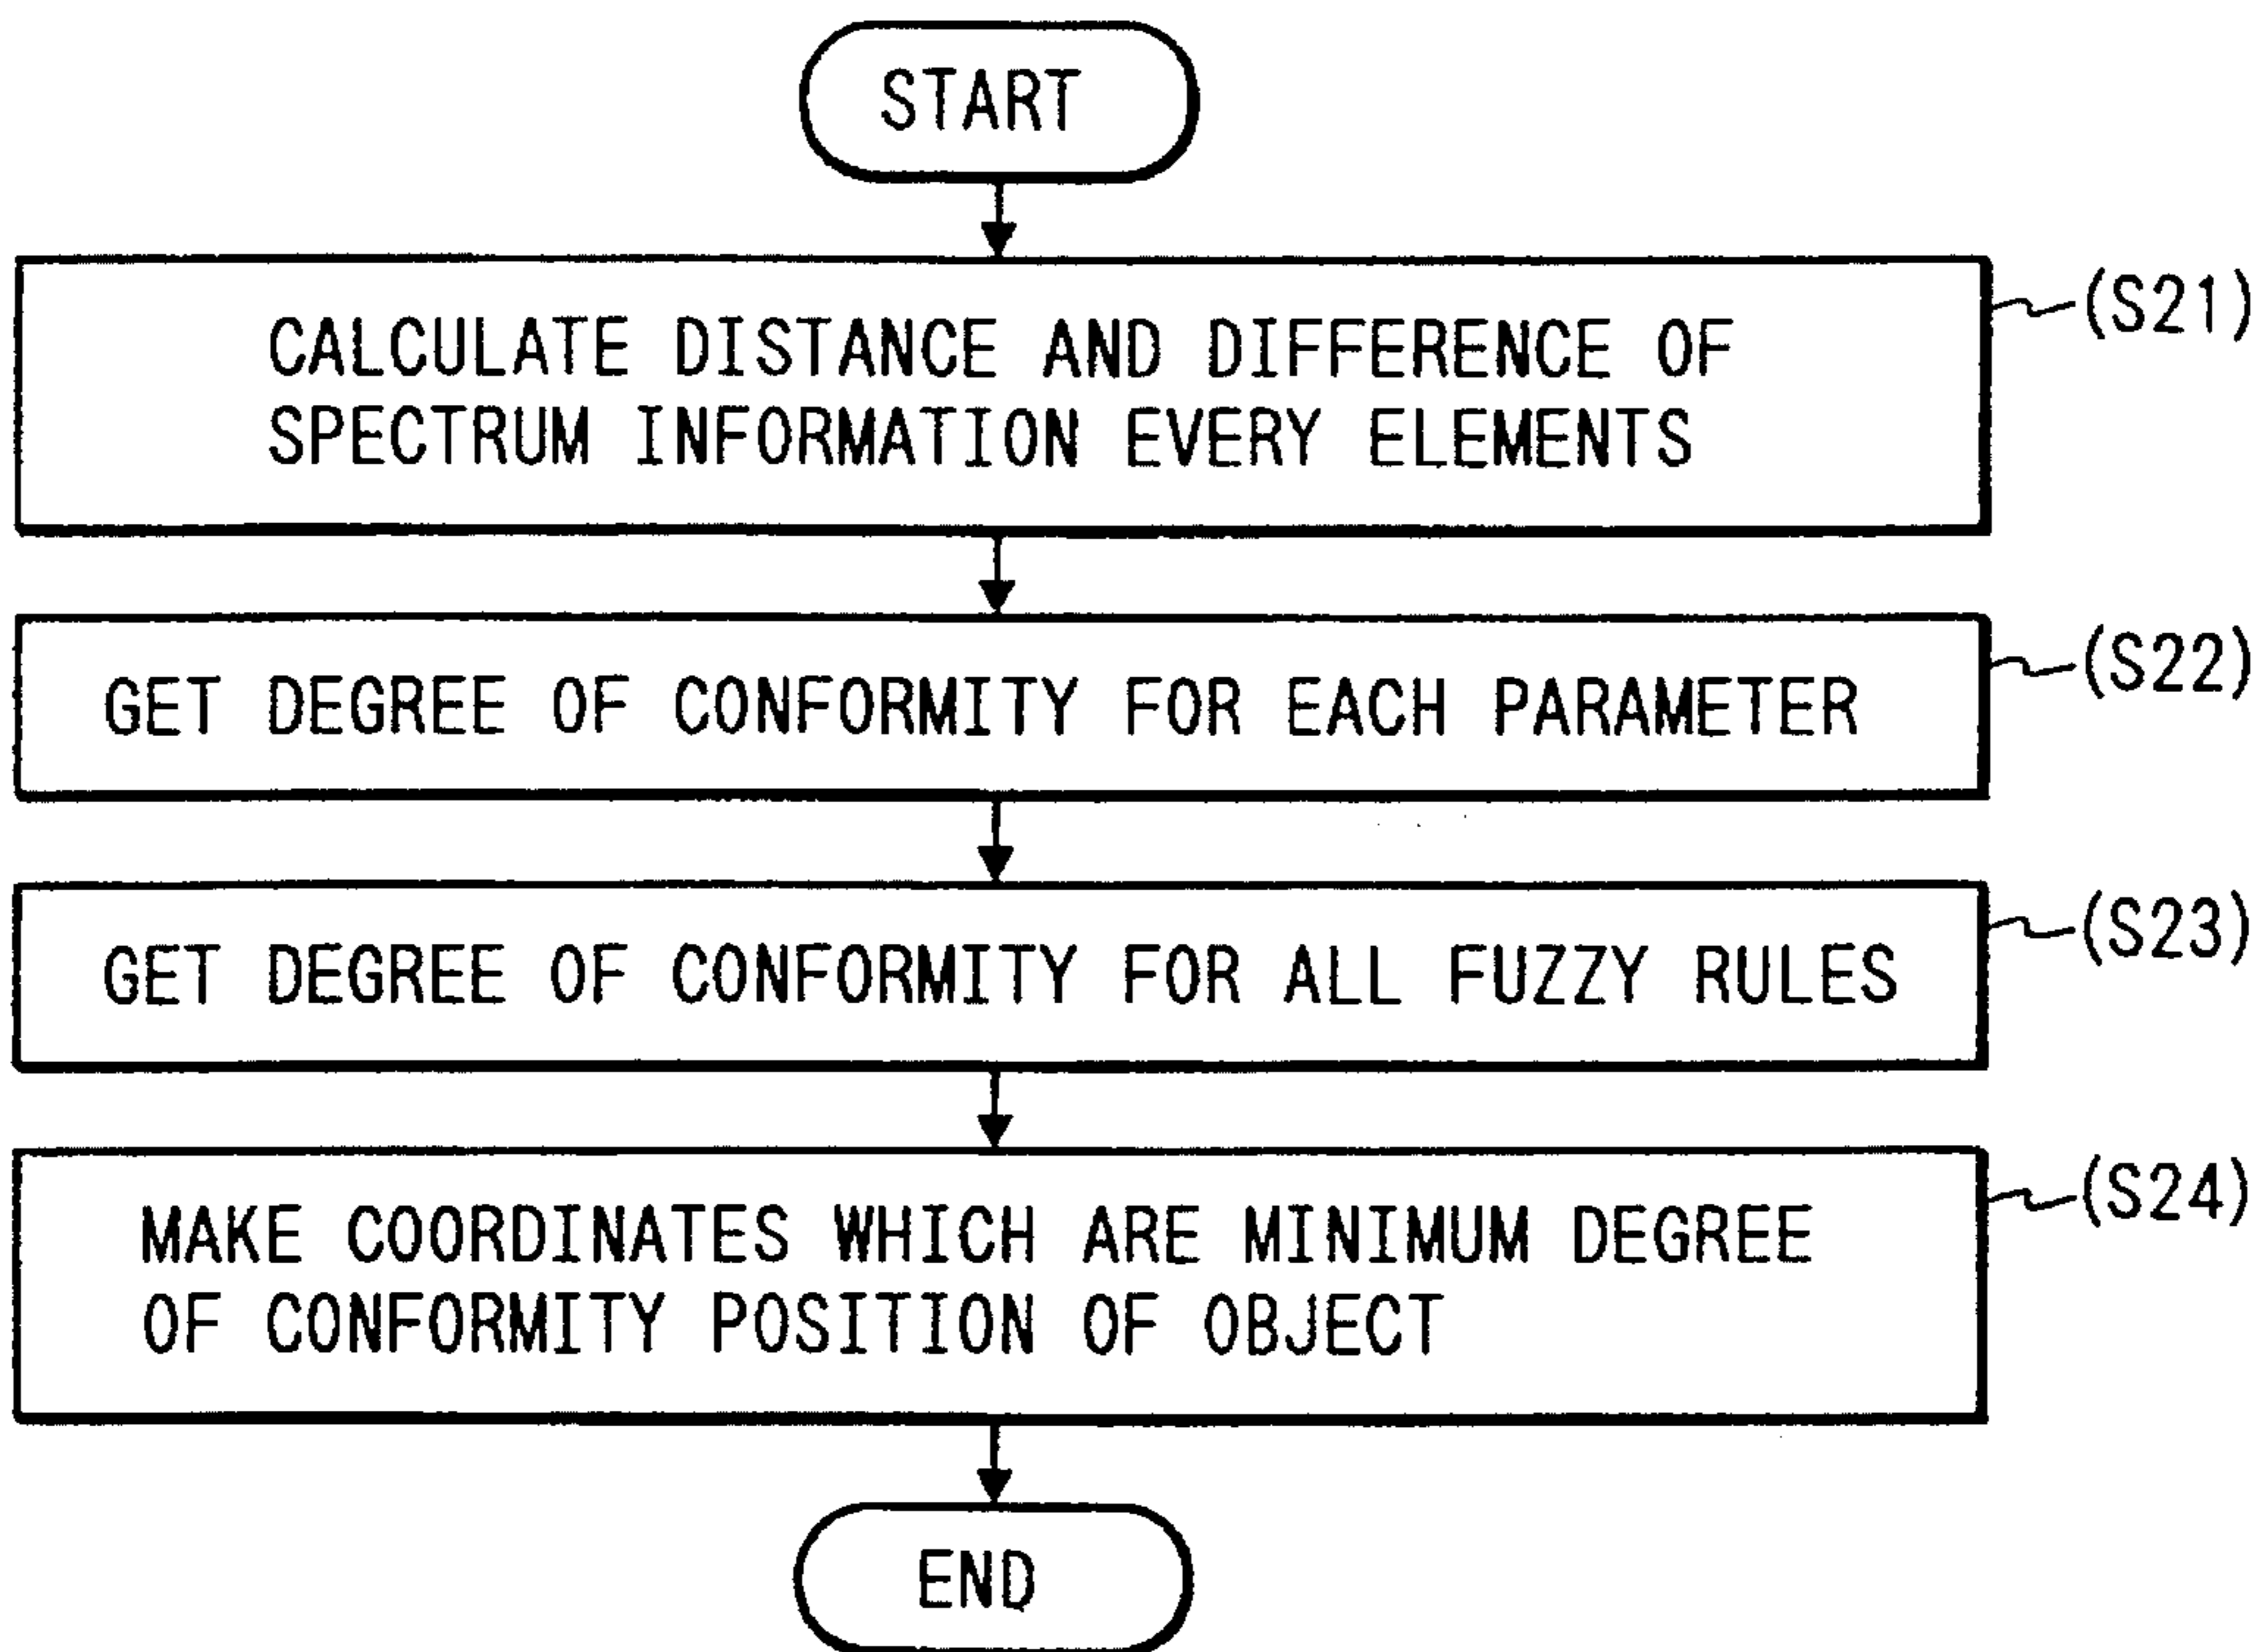 START
CALCULATE DISTANCE AND DIFFERENCE OF
SPECTRUM INFORMATION EVERY ELEMENTS
(S21)
GET DEGREE OF CONFORMITY FOR EACH PARAMETER
(S22)
GET DEGREE OF CONFORMITY FOR ALL FUZZY RULES
(S23)
MAKE COORDINATES WHICH ARE MINIMUM DEGREE
OF CONFORMITY POSITION OF OBJECT
(S24)
END